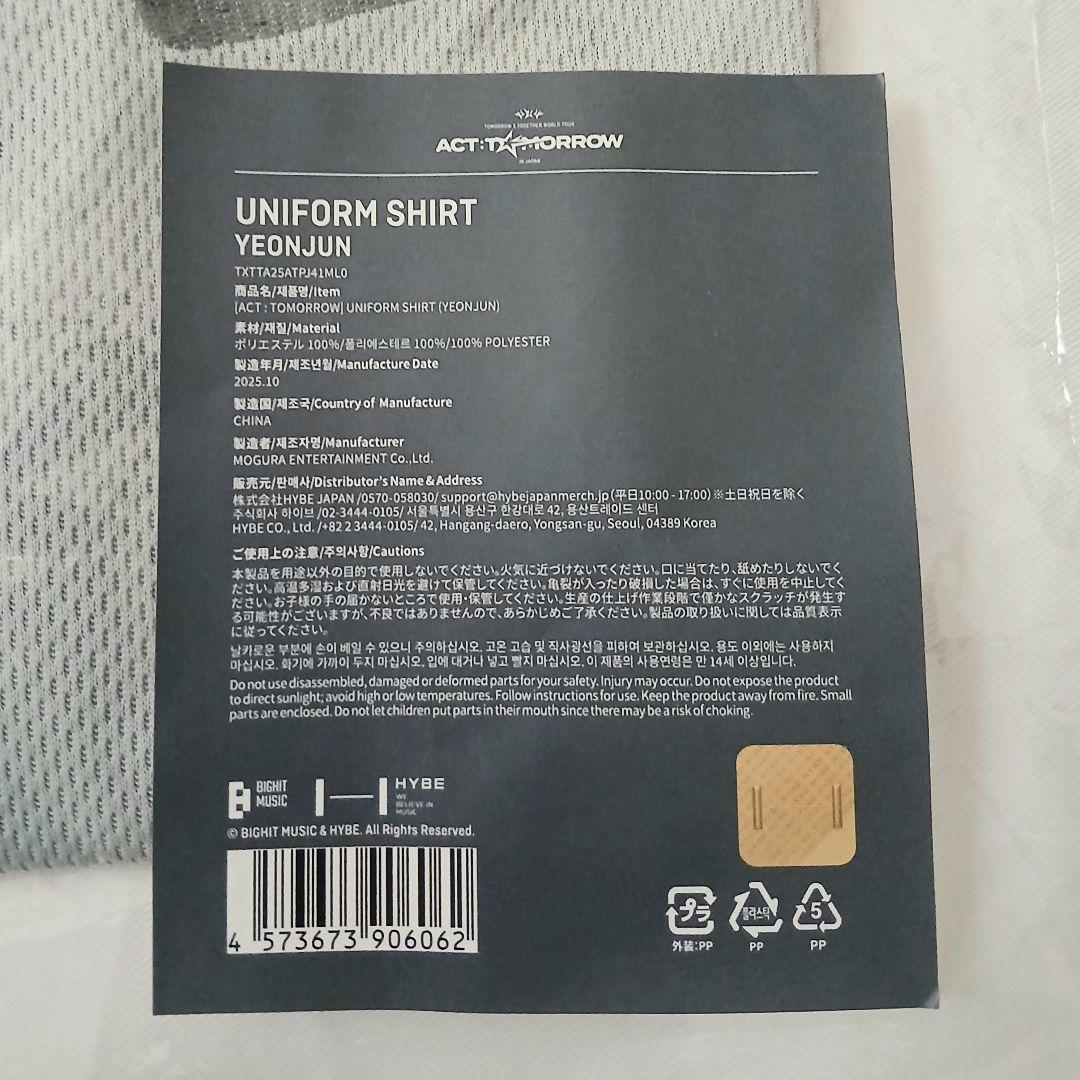 TOMORROW X TOGETHER WORLD TOUR
ACT:TOMORROW
IN JAPAN
UNIFORM SHIRT
YEONJUN
TXTTA25ATPJ41ML0
商品名/제품명/Item
[ACT : TOMORROW] UNIFORM SHIRT (YEONJUN)
素材/재질/Material
ポリエステル 100%/폴리에스테르 100%/100% POLYESTER
製造年月/제조년월/Manufacture Date
2025.10
製造国/제조국/Country of Manufacture
CHINA
製造者/제조자명/Manufacturer
MOGURA ENTERTAINMENT Co.,Ltd.
販売元/판매사/Distributor's Name & Address
株式会社HYBE JAPAN /0570-058030/ support@hybejapanmerch.jp (平日10:00 - 17:00) ※土日祝日を除く
주식회사 하이브 /02-3444-0105/ 서울특별시 용산구 한강대로 42, 용산트레이드 센터
HYBE CO., Ltd. /+82 2 3444-0105/ 42, Hangang-daero, Yongsan-gu, Seoul, 04389 Korea
ご使用上の注意/주의사항/Cautions
本製品を用途以外の目的で使用しないでください。火気に近づけないでください。口に当てたり、舐めたりしないでく
ださい。高温多湿および直射日光を避けて保管してください。亀裂が入ったり破損した場合は、すぐに使用を中止してく
ださい。お子様の手の届かないところで使用・保管してください。生産の仕上げ作業段階で僅かなスクラッチが発生す
る可能性がございますが、不良ではありませんので、あらかじめご了承ください。製品の取り扱いに関しては品質表示
に従ってください。
날카로운 부분에 손이 베일 수 있으니 주의하십시오. 고온 고습 및 직사광선을 피하여 보관하십시오. 용도 이외에는 사용하지
마십시오. 화기에 가까이 두지 마십시오. 입에 대거나 넣고 빨지 마십시오. 이 제품의 사용연령은 만 14세 이상입니다.
Do not use disassembled, damaged or deformed parts for your safety. Injury may occur. Do not expose the product
to direct sunlight; avoid high or low temperatures. Follow instructions for use. Keep the product away from fire. Small
parts are enclosed. Do not let children put parts in their mouth since there may be a risk of choking.
BIGHIT
MUSIC
HYBE
WE
BELIEVE IN
MUSIC
© BIGHIT MUSIC & HYBE. All Rights Reserved.
4 573673 906062
プラ
外装:PP
플라스틱
PP
5
PP